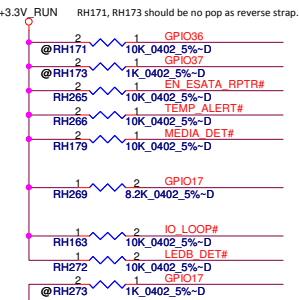 +3.3V_RUN RH171, RH173 should be no pop as reverse strap.
2 1 GPIO36
@RH171 10K_0402_5%~D
2 1 GPIO37
@RH173 1K_0402_5%~D
2 1 EN_ESATA_RPTR#
RH265 10K_0402_5%~D
2 1 TEMP_ALERT#
RH266 10K_0402_5%~D
2 1 MEDIA_DET#
RH179 10K_0402_5%~D
1 2 GPIO17
RH269 8.2K_0402_5%~D
1 2 IO_LOOP#
RH163 10K_0402_5%~D
1 2 LEDB_DET#
RH272 10K_0402_5%~D
1 2 GPIO17
@RH273 1K_0402_5%~D